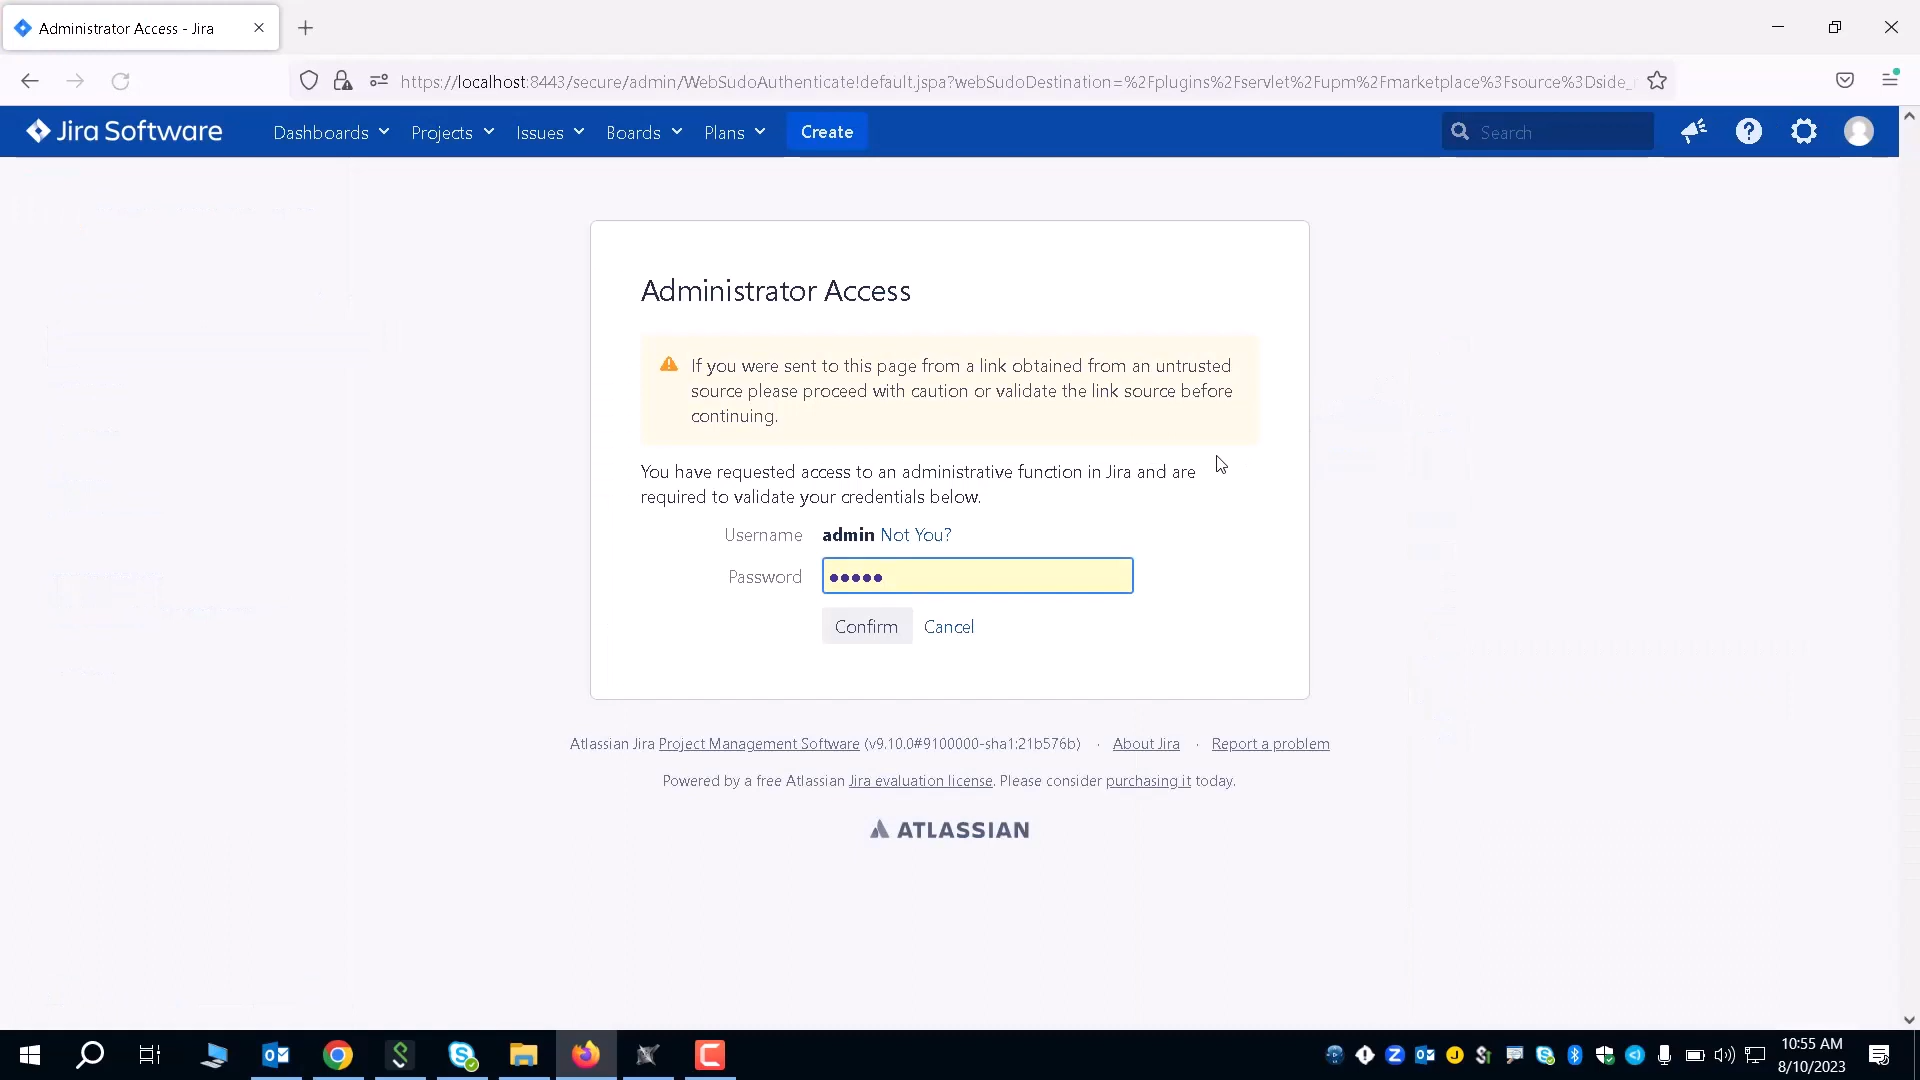 Administrator Access - Jira
https://localhost:8443/secure/admin/WebSudoAuthenticate!default.jspa?webSudoDestination=%2Fplugins%2Fservlet%2Fupm%2Fmarketplace%3Fsource%3Dside_
Jira Software
Dashboards
Projects
Issues
Boards
Plans
Create
Search
Administrator Access
If you were sent to this page from a link obtained from an untrusted
source please proceed with caution or validate the link source before
continuing.
You have requested access to an administrative function in Jira and are
required to validate your credentials below.
Username admin Not You?
Password •••••
Confirm Cancel
Atlassian Jira Project Management Software (v9.10.0#9100000-sha1:21b576b) · About Jira · Report a problem
Powered by a free Atlassian Jira evaluation license. Please consider purchasing it today.
ATLASSIAN
10:55 AM
8/10/2023